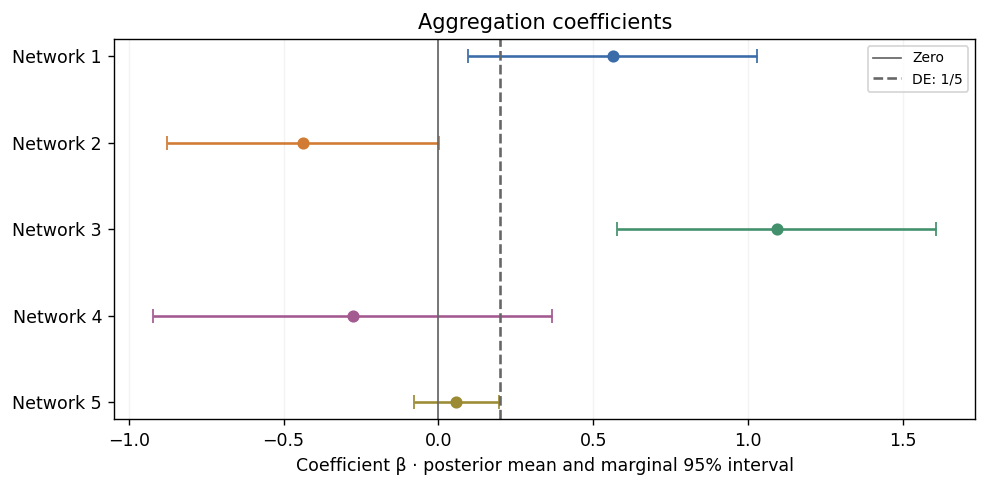 Aggregation coefficients
Network 1
Network 2
Network 3
Network 4
Network 5
Zero
DE: 1/5
−1.0
−0.5
0.0
0.5
1.0
1.5
Coefficient β · posterior mean and marginal 95% interval